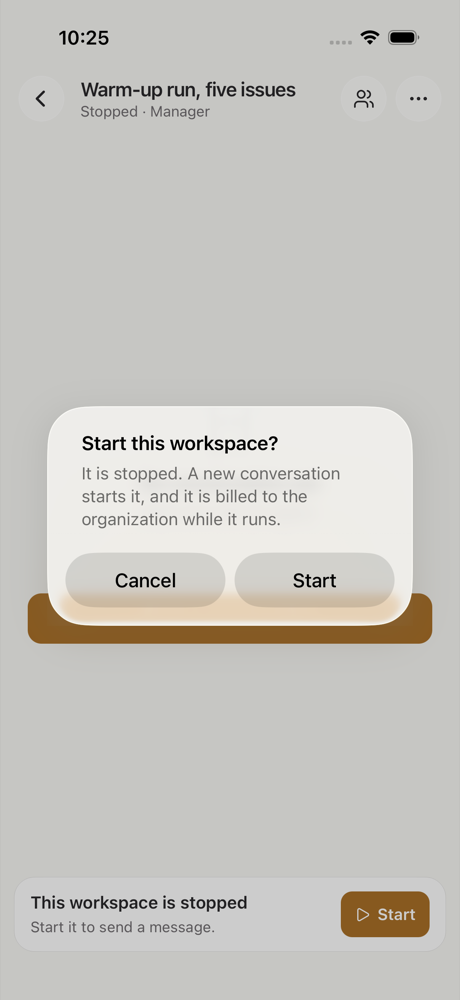 10:25
Warm-up run, five issues
Stopped · Manager
Start this workspace?
It is stopped. A new conversation
starts it, and it is billed to the
organization while it runs.
Cancel
Start
This workspace is stopped
Start it to send a message.
Start